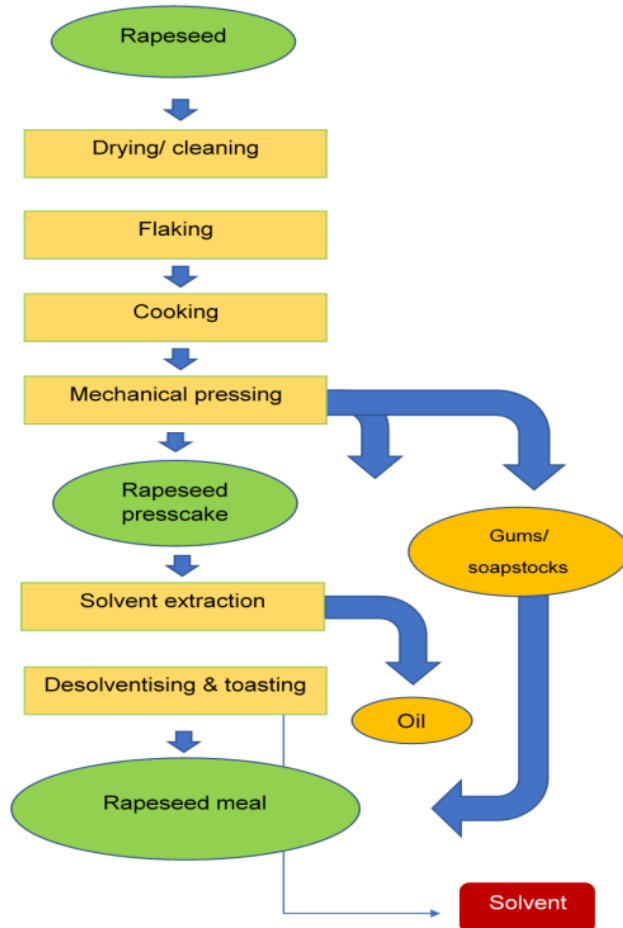 Rapeseed
Drying/ cleaning
Flaking
Cooking
Mechanical pressing
Rapeseed
presscake
Gums/
soapstocks
Solvent extraction
Desolventising & toasting
Oil
Rapeseed meal
Solvent